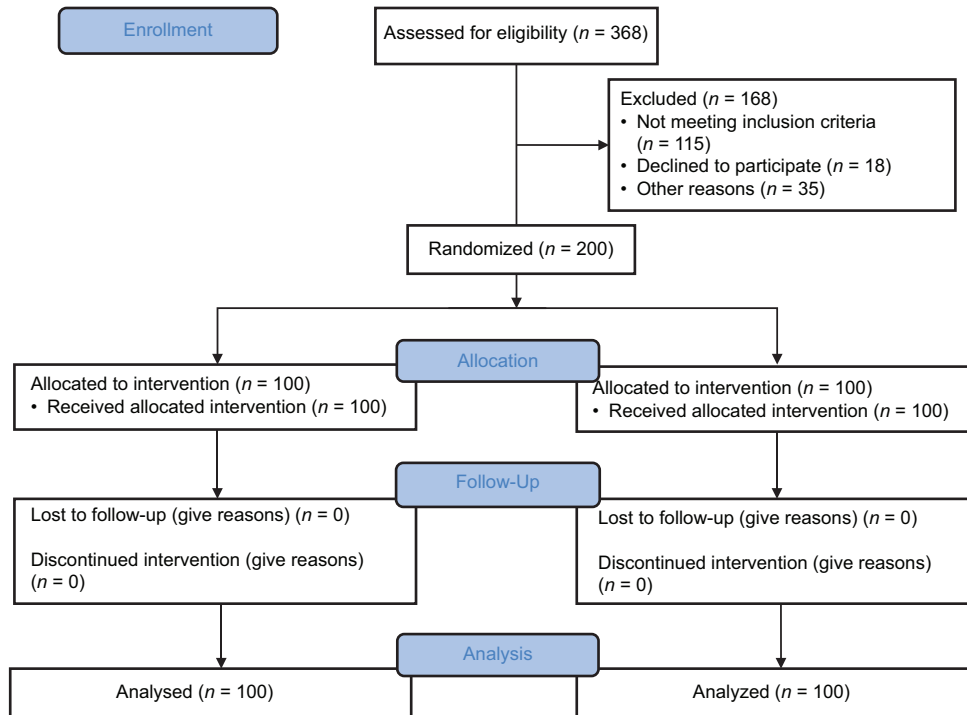 Enrollment
Assessed for eligibility (n = 368)
Excluded (n = 168)
• Not meeting inclusion criteria
(n = 115)
• Declined to participate (n = 18)
• Other reasons (n = 35)
Randomized (n = 200)
Allocation
Allocated to intervention (n = 100)
• Received allocated intervention (n = 100)
Allocated to intervention (n = 100)
• Received allocated intervention (n = 100)
Follow-Up
Lost to follow-up (give reasons) (n = 0)
Discontinued intervention (give reasons)
(n = 0)
Lost to follow-up (give reasons) (n = 0)
Discontinued intervention (give reasons)
(n = 0)
Analysis
Analysed (n = 100)
Analyzed (n = 100)